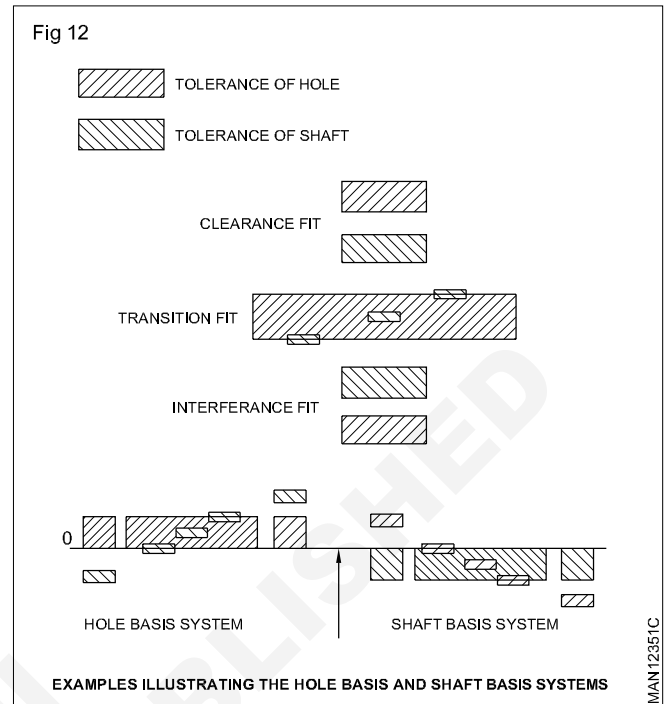 Fig 12
TOLERANCE OF HOLE
TOLERANCE OF SHAFT
CLEARANCE FIT
TRANSITION FIT
INTERFERANCE FIT
0
HOLE BASIS SYSTEM
SHAFT BASIS SYSTEM
EXAMPLES ILLUSTRATING THE HOLE BASIS AND SHAFT BASIS SYSTEMS
MAN12351C
BLISHED